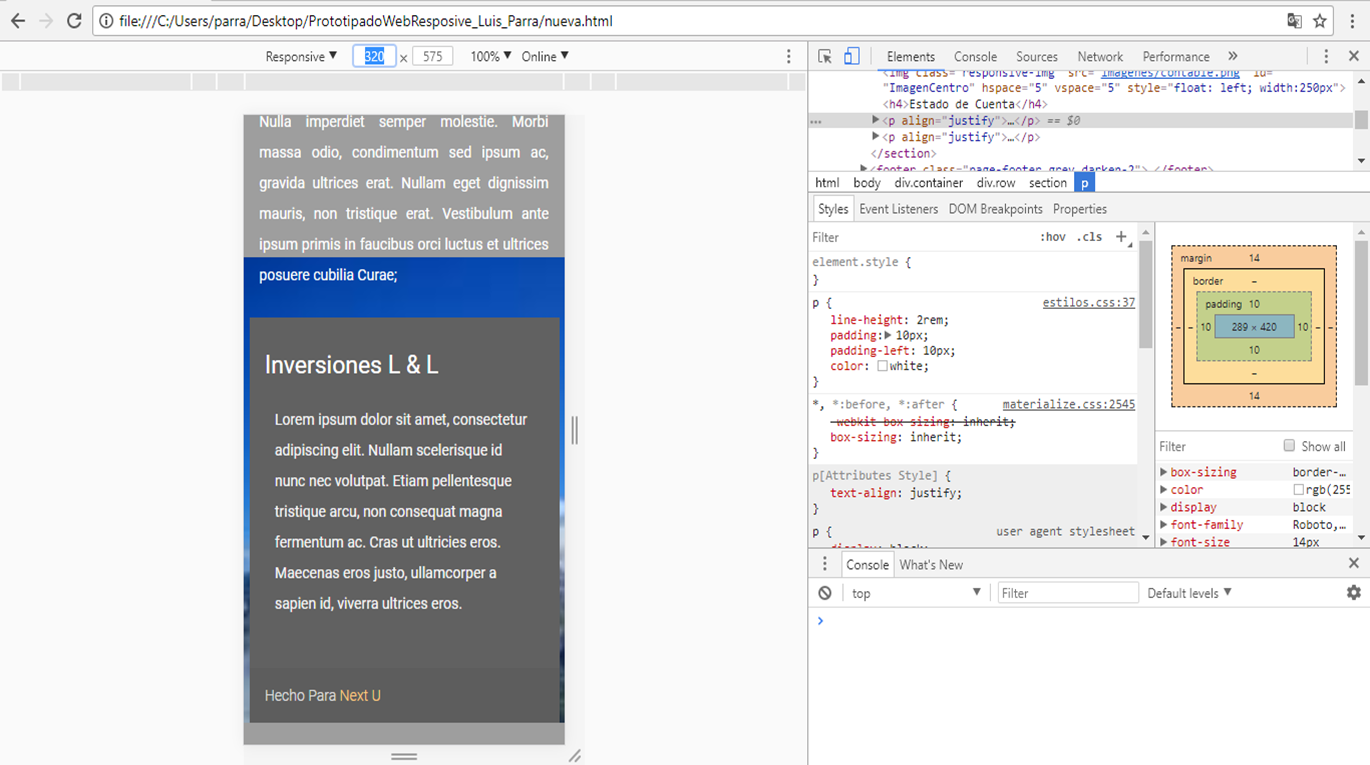 file:///C:/Users/parra/Desktop/PrototipadoWebResposive_Luis_Parra/nueva.html
Responsive ▼ 320 × 575 100% ▼ Online ▼
Nulla imperdiet semper molestie. Morbi
massa odio, condimentum sed ipsum ac,
gravida ultrices erat. Nullam eget dignissim
mauris, non tristique erat. Vestibulum ante
ipsum primis in faucibus orci luctus et ultrices
posuere cubilia Curae;
Inversiones L & L
Lorem ipsum dolor sit amet, consectetur
adipiscing elit. Nullam scelerisque id
nunc nec volutpat. Etiam pellentesque
tristique arcu, non consequat magna
fermentum ac. Cras ut ultricies eros.
Maecenas eros justo, ullamcorper a
sapien id, viverra ultrices eros.
Hecho Para Next U
Elements Console Sources Network Performance »
<img class="responsive-img" src="imagenes/contable.png" id=
"ImagenCentro" hspace="5" vspace="5" style="float: left; width:250px">
<h4>Estado de Cuenta</h4>
... ▶<p align="justify">…</p> == $0
▶<p align="justify">…</p>
</section>
▶<footer class="page-footer grey darken-2">…</footer>
html body div.container div.row section p
Styles Event Listeners DOM Breakpoints Properties
Filter :hov .cls +
element.style {
}
p { estilos.css:37
line-height: 2rem;
padding:▶ 10px;
padding-left: 10px;
color: white;
}
*, *:before, *:after { materialize.css:2545
-webkit-box-sizing: inherit;
box-sizing: inherit;
}
p[Attributes Style] {
text-align: justify;
}
p { user agent stylesheet
display: block;
margin 14
border –
padding 10
– – 10 289 × 420 10 – –
10
–
14
Filter Show all
▶ box-sizing border-…
▶ color rgb(255
▶ display block
▶ font-family Roboto,…
▶ font-size 14px
Console What's New
top ▼ Filter Default levels ▼
>